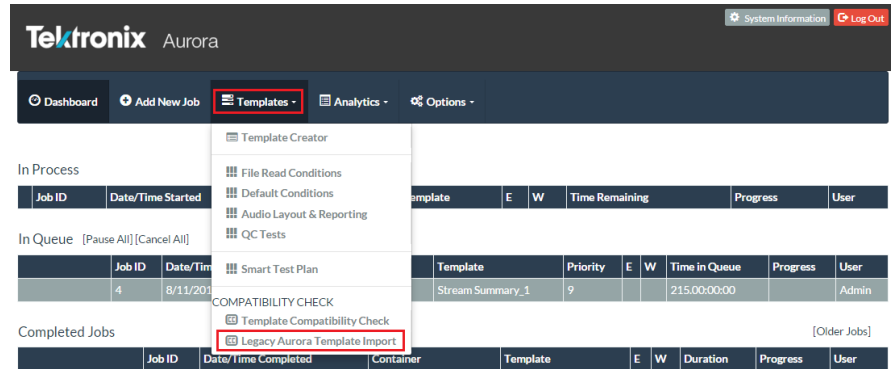 System Information Log Out
Tektronix Aurora
Dashboard Add New Job Templates Analytics Options
Template Creator
In Process
File Read Conditions
Job ID Date/Time Started Default Conditions E W Time Remaining Progress User
Audio Layout & Reporting
In Queue [Pause All] [Cancel All] QC Tests
Job ID Smart Test Plan Template Priority E W Time in Queue Progress User
4 Stream Summary_1 9 215.00:00:00 Admin
COMPATIBILITY CHECK
Template Compatibility Check
Completed Jobs [Older Jobs]
Legacy Aurora Template Import
Job ID Date/Time Completed Container Template E W Duration Progress User